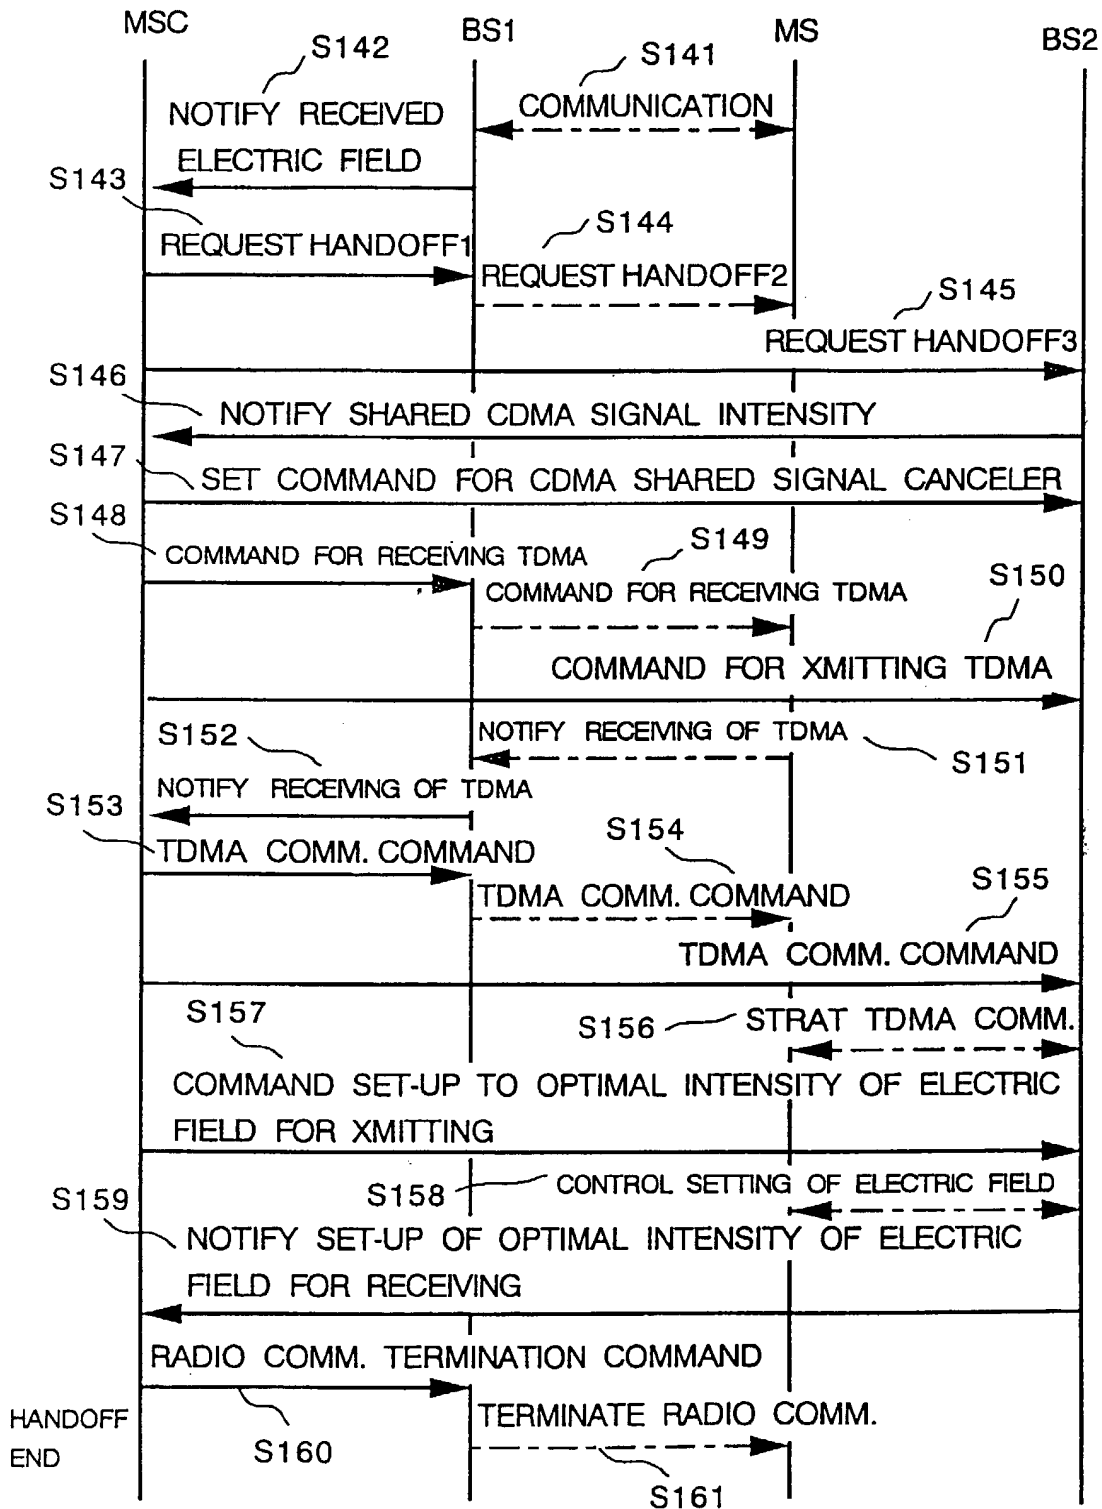 MSC
BS1
MS
BS2
S142
S141
NOTIFY RECEIVED
COMMUNICATION
ELECTRIC FIELD
S143
S144
REQUEST HANDOFF1
REQUEST HANDOFF2
S145
REQUEST HANDOFF3
S146
NOTIFY SHARED CDMA SIGNAL INTENSITY
S147
SET COMMAND FOR CDMA SHARED SIGNAL CANCELER
S148
COMMAND FOR RECEIVING TDMA
S149
COMMAND FOR RECEIVING TDMA
S150
COMMAND FOR XMITTING TDMA
S152
NOTIFY RECEIVING OF TDMA
S151
NOTIFY RECEIVING OF TDMA
S153
TDMA COMM. COMMAND
S154
TDMA COMM. COMMAND
S155
TDMA COMM. COMMAND
S157
S156
STRAT TDMA COMM.
COMMAND SET-UP TO OPTIMAL INTENSITY OF ELECTRIC
FIELD FOR XMITTING
S159
S158
CONTROL SETTING OF ELECTRIC FIELD
NOTIFY SET-UP OF OPTIMAL INTENSITY OF ELECTRIC
FIELD FOR RECEIVING
RADIO COMM. TERMINATION COMMAND
HANDOFF
END
TERMINATE RADIO COMM.
S160
S161